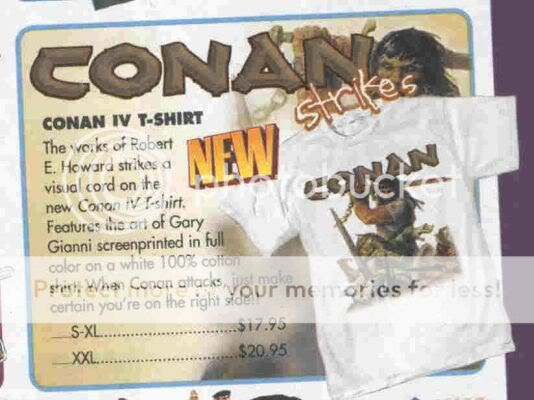 CONAN
strikes
CONAN IV T-SHIRT
The works of Robert
E. Howard strikes a
visual cord on the
new Conan IV T-shirt.
Features the art of Gary
Gianni screenprinted in full
color on a white 100% cotton
shirt. When Conan attacks, just make
certain you're on the right side!!
S-XL..............................$17.95
XXL..............................$20.95
NEW
CONAN
photobucket
Protect more of your memories for less!